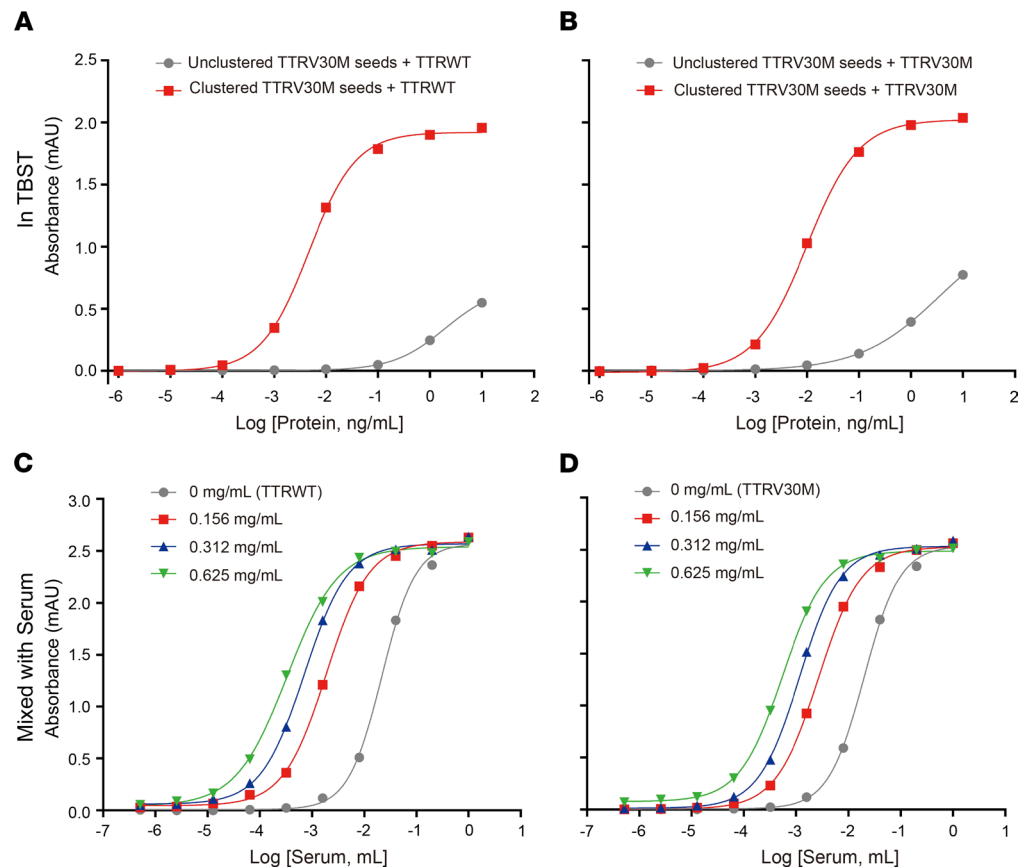 A
Unclustered TTRV30M seeds + TTRWT
Clustered TTRV30M seeds + TTRWT
In TBST
Absorbance (mAU)
2.5
2.0
1.5
1.0
0.5
0.0
-6 -5 -4 -3 -2 -1 0 1 2
Log [Protein, ng/mL]
B
Unclustered TTRV30M seeds + TTRV30M
Clustered TTRV30M seeds + TTRV30M
-6 -5 -4 -3 -2 -1 0 1 2
Log [Protein, ng/mL]
C
0 mg/mL (TTRWT)
0.156 mg/mL
0.312 mg/mL
0.625 mg/mL
Mixed with Serum
Absorbance (mAU)
3.0
2.5
2.0
1.5
1.0
0.5
0.0
-7 -6 -5 -4 -3 -2 -1 0 1
Log [Serum, mL]
D
0 mg/mL (TTRV30M)
0.156 mg/mL
0.312 mg/mL
0.625 mg/mL
-7 -6 -5 -4 -3 -2 -1 0 1
Log [Serum, mL]